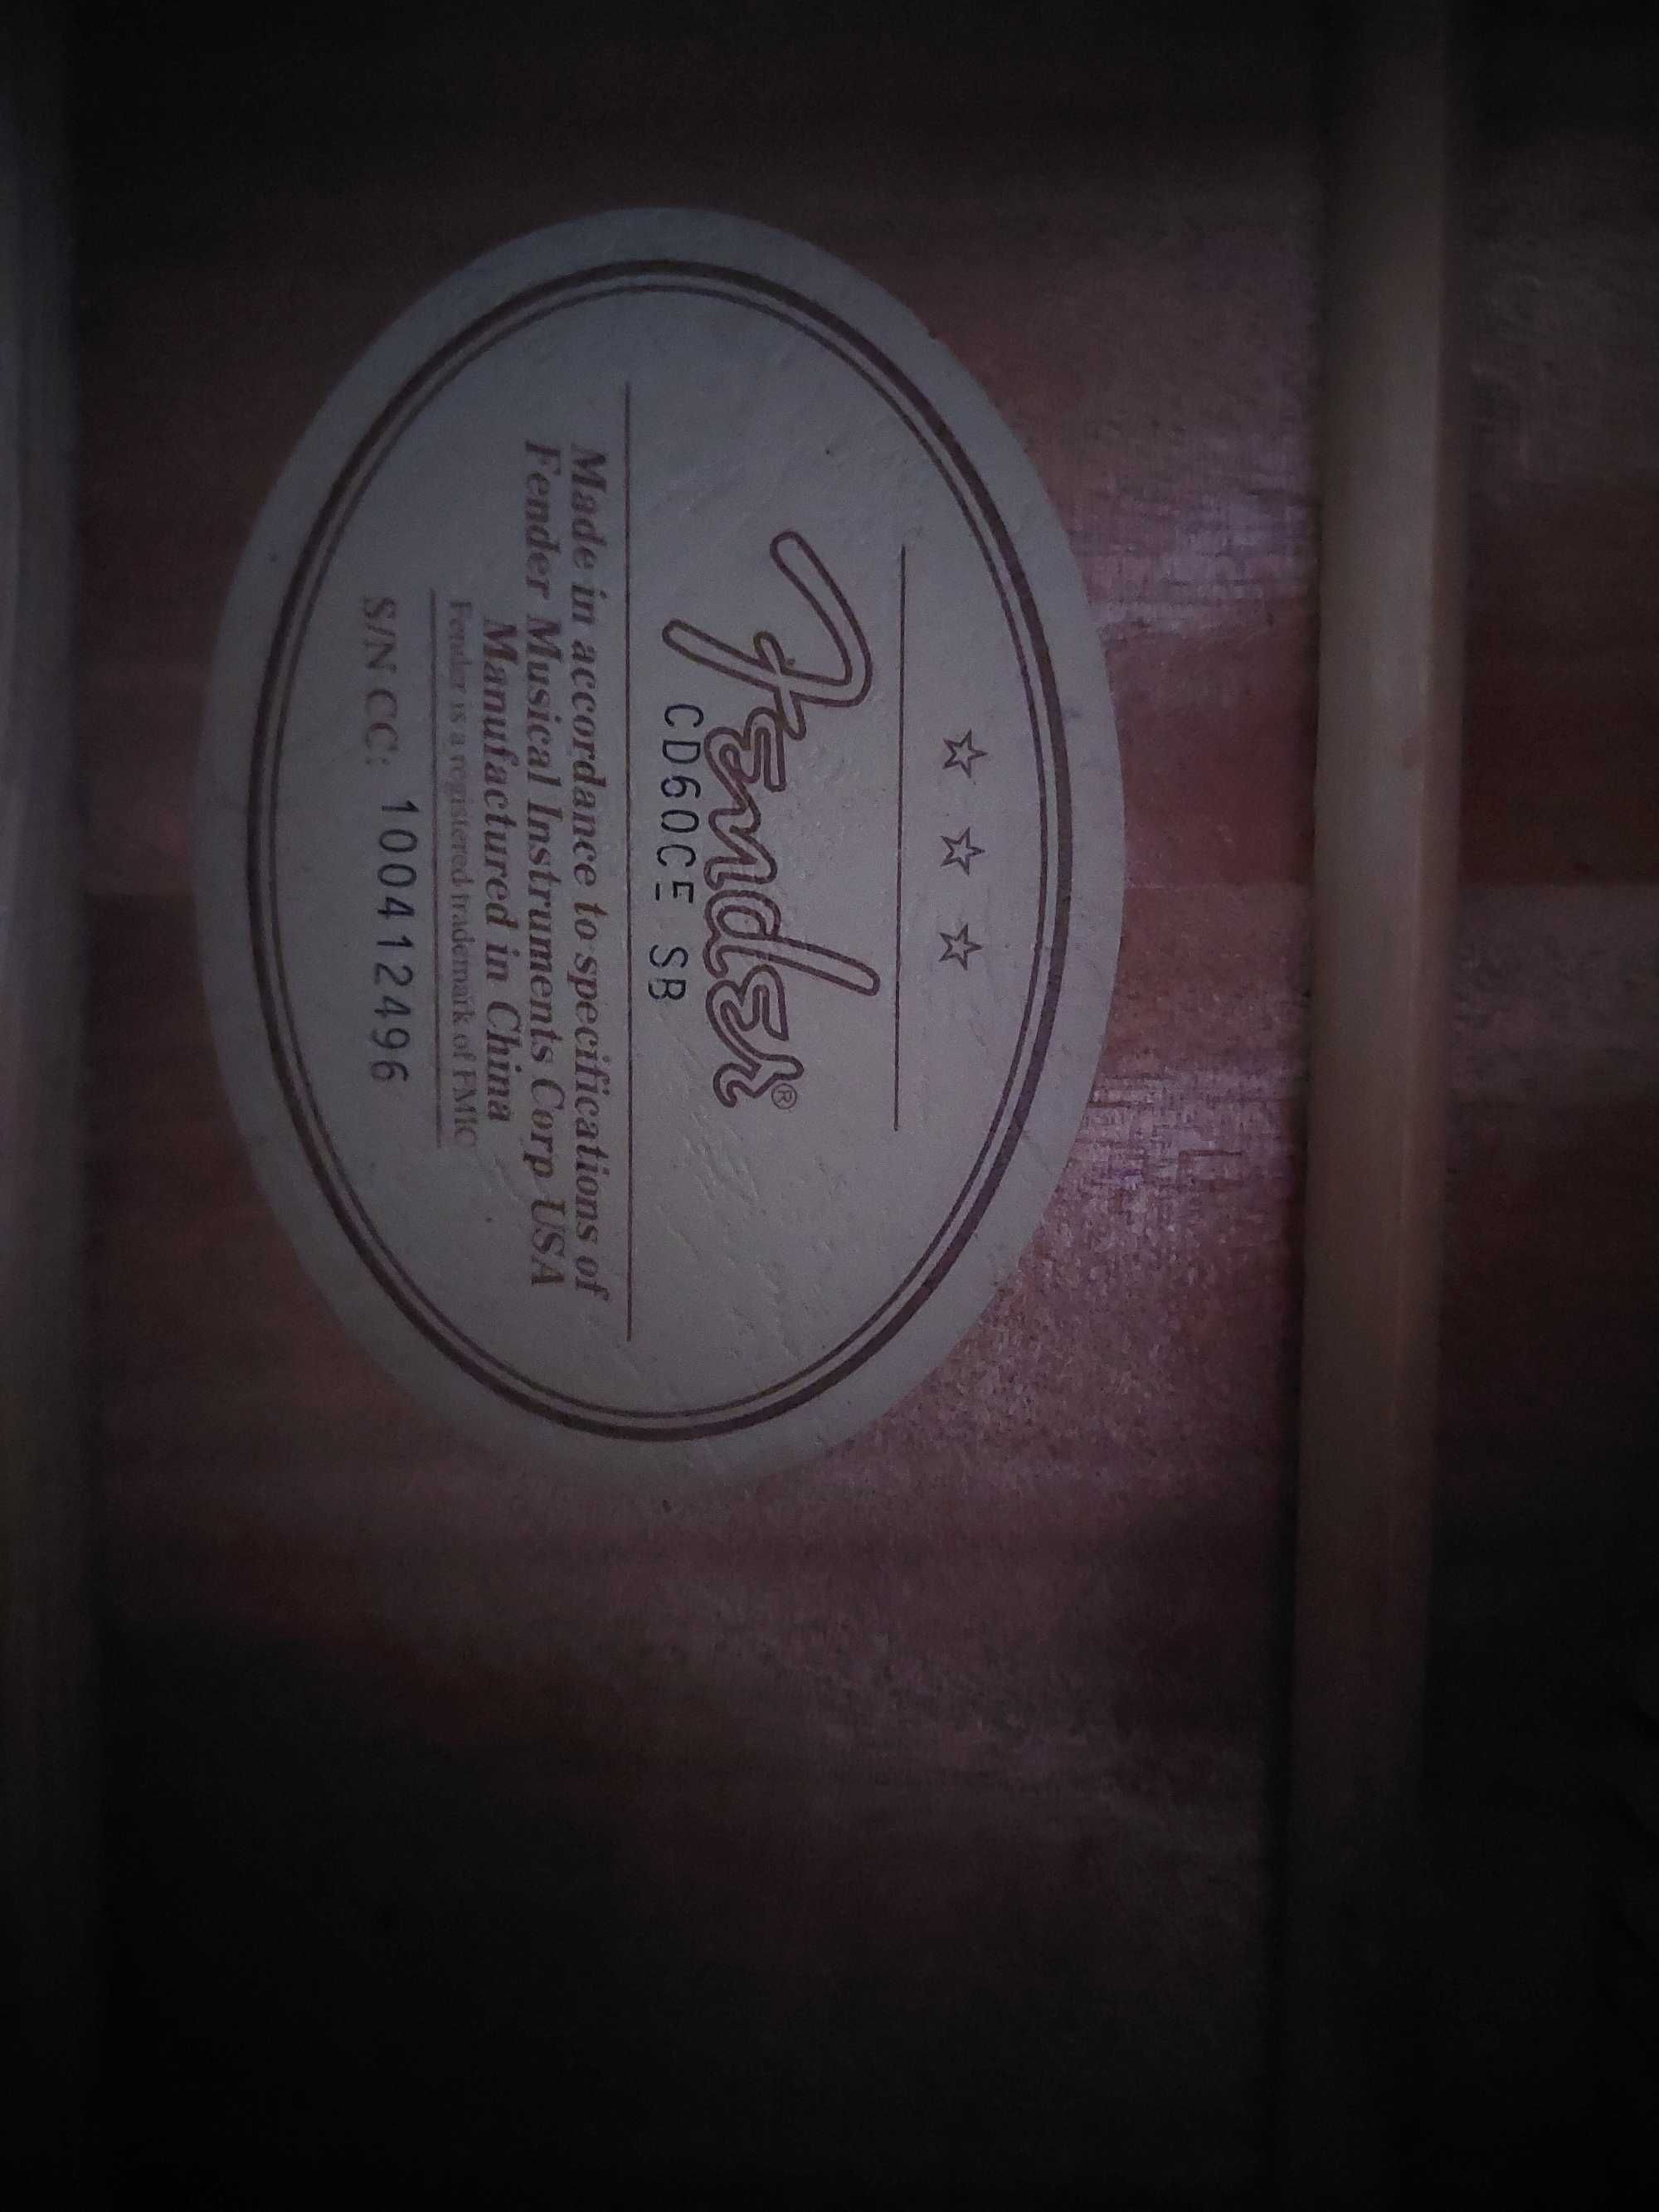 Fender®
CD60CE SB
Made in accordance to specifications of
Fender Musical Instruments Corp USA
Manufactured in China
Fender is a registered trademark of FMIC
S/N CC: 100412496